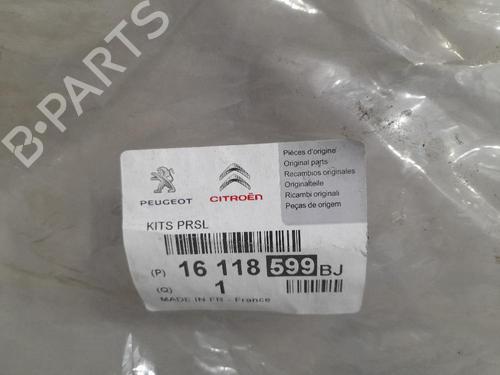 B-PARTS
PEUGEOT
CITROËN
Pièces d'origine
Original parts
Recambios originales
Originalteile
Ricambi originali
Peças de origem
KITS PRSL
(P) 16 118 599 BJ
(Q) 1
MADE IN FR - France